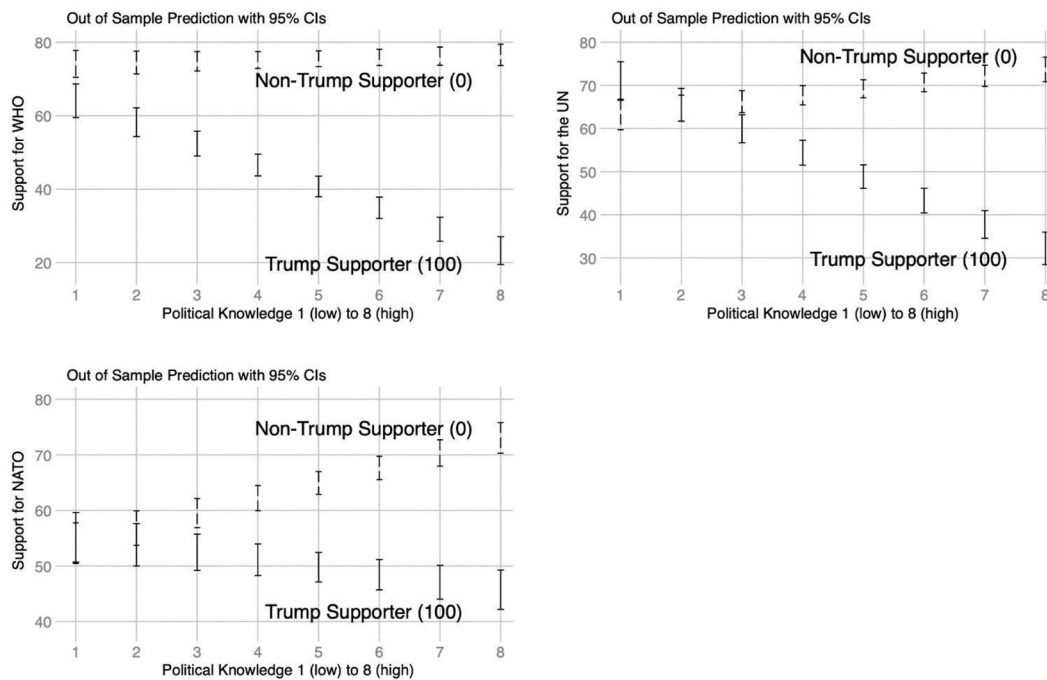 Out of Sample Prediction with 95% CIs
80
60
40
20
Support for WHO
Non-Trump Supporter (0)
Trump Supporter (100)
1 2 3 4 5 6 7 8
Political Knowledge 1 (low) to 8 (high)
Out of Sample Prediction with 95% CIs
80
70
60
50
40
30
Support for the UN
Non-Trump Supporter (0)
Trump Supporter (100)
1 2 3 4 5 6 7 8
Political Knowledge 1 (low) to 8 (high)
Out of Sample Prediction with 95% CIs
80
70
60
50
40
Support for NATO
Non-Trump Supporter (0)
Trump Supporter (100)
1 2 3 4 5 6 7 8
Political Knowledge 1 (low) to 8 (high)